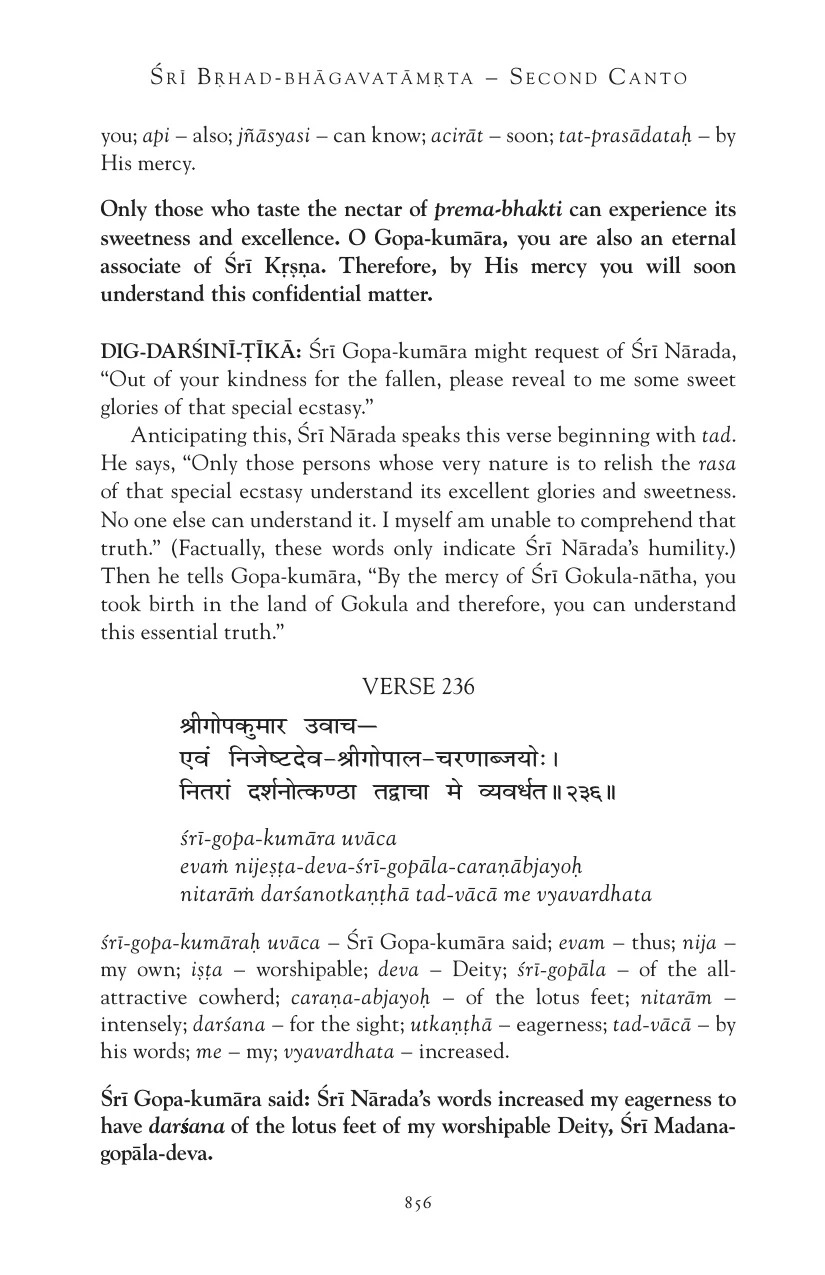 Śrī Bṛhad-bhāgavatāmṛta – Second Canto
you; api – also; jñāsyasi – can know; acirāt – soon; tat-prasādataḥ – by
His mercy.
Only those who taste the nectar of prema-bhakti can experience its
sweetness and excellence. O Gopa-kumāra, you are also an eternal
associate of Śrī Kṛṣṇa. Therefore, by His mercy you will soon
understand this confidential matter.
DIG-DARŚINĪ-ṬĪKĀ: Śrī Gopa-kumāra might request of Śrī Nārada,
“Out of your kindness for the fallen, please reveal to me some sweet
glories of that special ecstasy.”
Anticipating this, Śrī Nārada speaks this verse beginning with tad.
He says, “Only those persons whose very nature is to relish the rasa
of that special ecstasy understand its excellent glories and sweetness.
No one else can understand it. I myself am unable to comprehend that
truth.” (Factually, these words only indicate Śrī Nārada’s humility.)
Then he tells Gopa-kumāra, “By the mercy of Śrī Gokula-nātha, you
took birth in the land of Gokula and therefore, you can understand
this essential truth.”
VERSE 236
श्रीगोपकुमार उवाच—
एवं निजेष्टदेव-श्रीगोपाल-चरणाब्जयोः।
नितरां दर्शनोत्कण्ठा तद्वाचा मे व्यवर्धत॥२३६॥
śrī-gopa-kumāra uvāca
evaṁ nijeṣṭa-deva-śrī-gopāla-caraṇābjayoḥ
nitarāṁ darśanotkaṇṭhā tad-vācā me vyavardhata
śrī-gopa-kumāraḥ uvāca – Śrī Gopa-kumāra said; evam – thus; nija –
my own; iṣṭa – worshipable; deva – Deity; śrī-gopāla – of the all-
attractive cowherd; caraṇa-abjayoḥ – of the lotus feet; nitarām –
intensely; darśana – for the sight; utkaṇṭhā – eagerness; tad-vācā – by
his words; me – my; vyavardhata – increased.
Śrī Gopa-kumāra said: Śrī Nārada’s words increased my eagerness to
have darśana of the lotus feet of my worshipable Deity, Śrī Madana-
gopāla-deva.
856